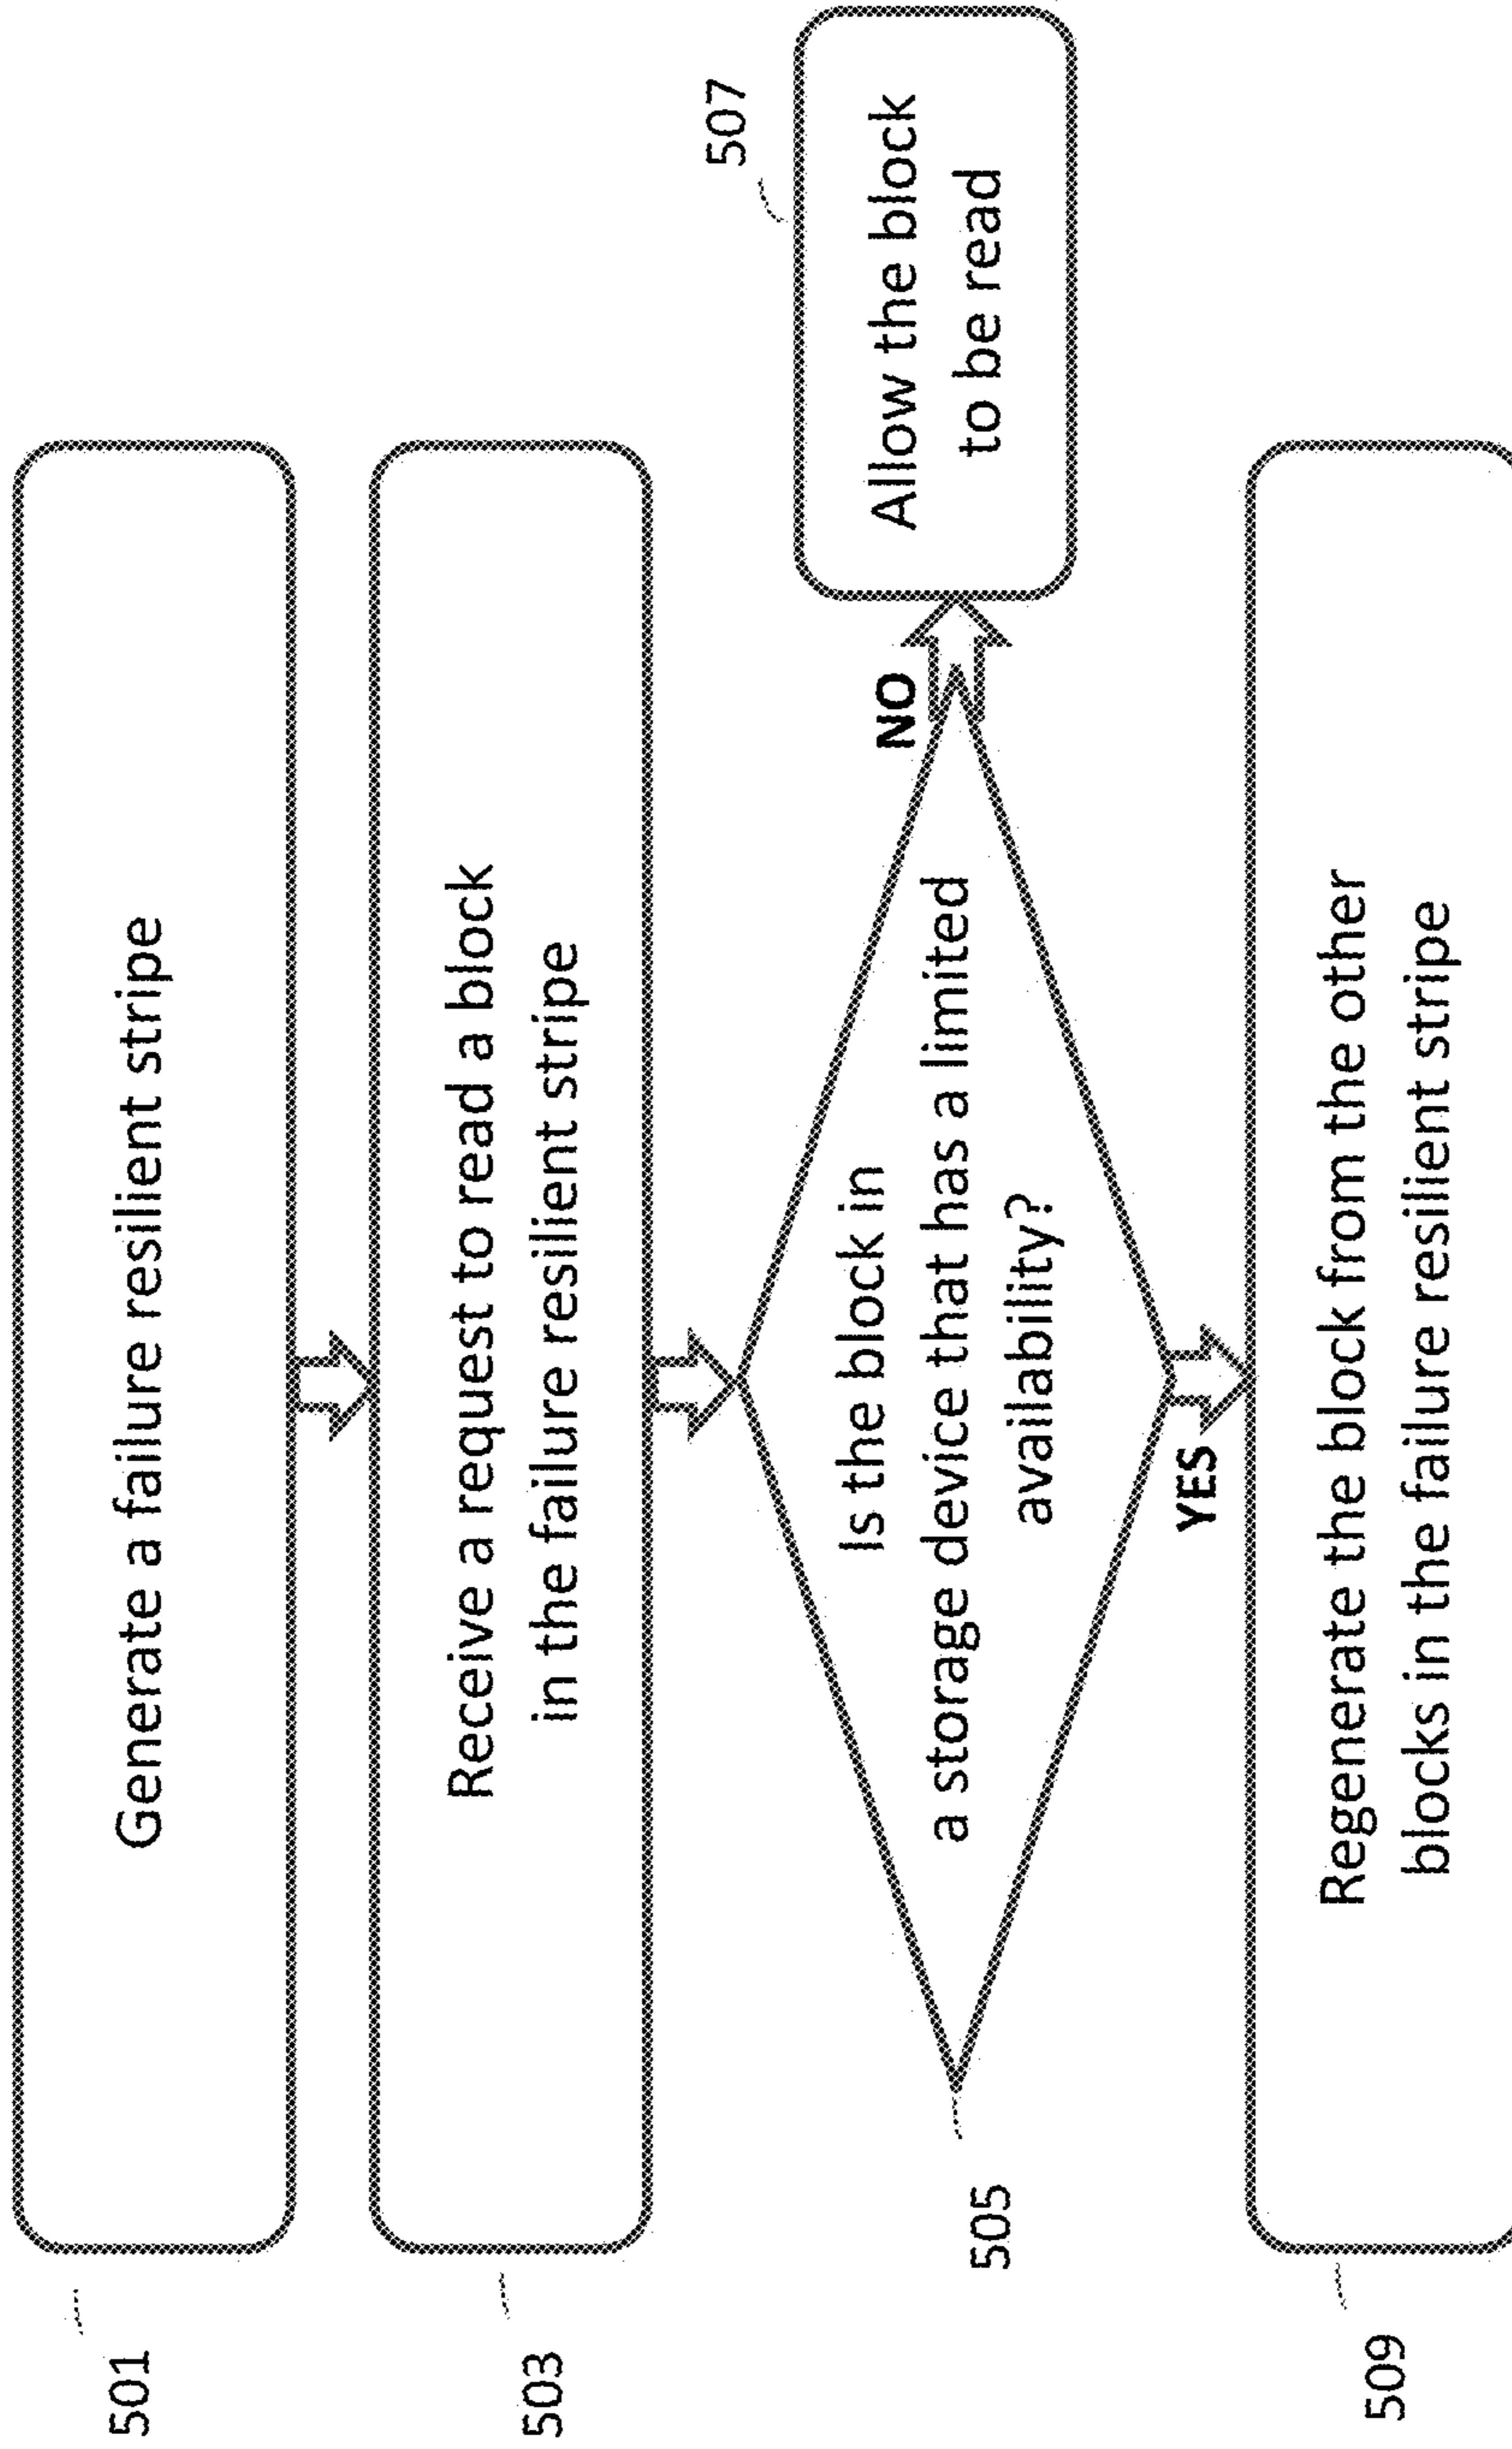 501
Generate a failure resilient stripe
503
Receive a request to read a block
in the failure resilient stripe
505
Is the block in
a storage device that has a limited
availability?
NO
507
Allow the block
to be read
YES
509
Regenerate the block from the other
blocks in the failure resilient stripe